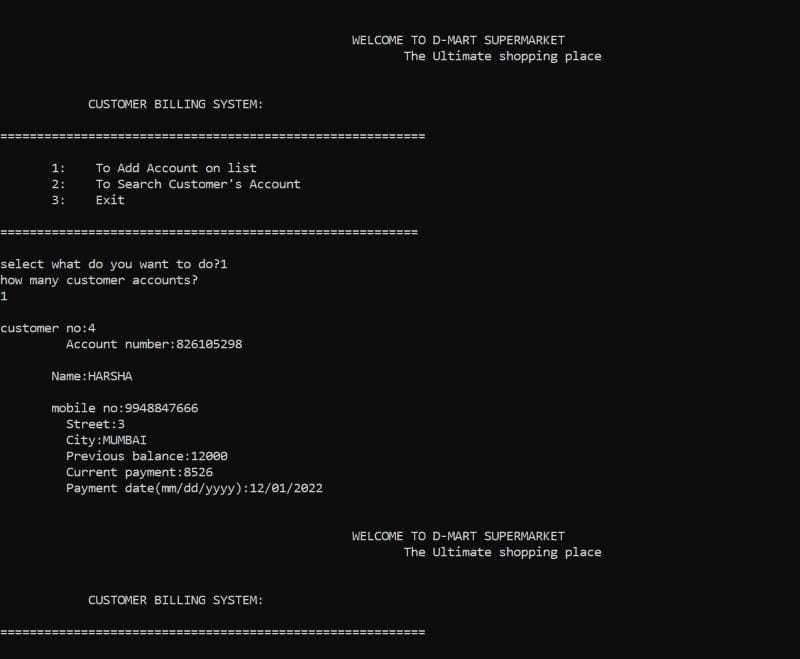 WELCOME TO D-MART SUPERMARKET
The Ultimate shopping place
CUSTOMER BILLING SYSTEM:
==========================================================
1: To Add Account on list
2: To Search Customer's Account
3: Exit
=========================================================
select what do you want to do?1
how many customer accounts?
1
customer no:4
Account number:826105298
Name:HARSHA
mobile no:9948847666
Street:3
City:MUMBAI
Previous balance:12000
Current payment:8526
Payment date(mm/dd/yyyy):12/01/2022
WELCOME TO D-MART SUPERMARKET
The Ultimate shopping place
CUSTOMER BILLING SYSTEM:
==========================================================